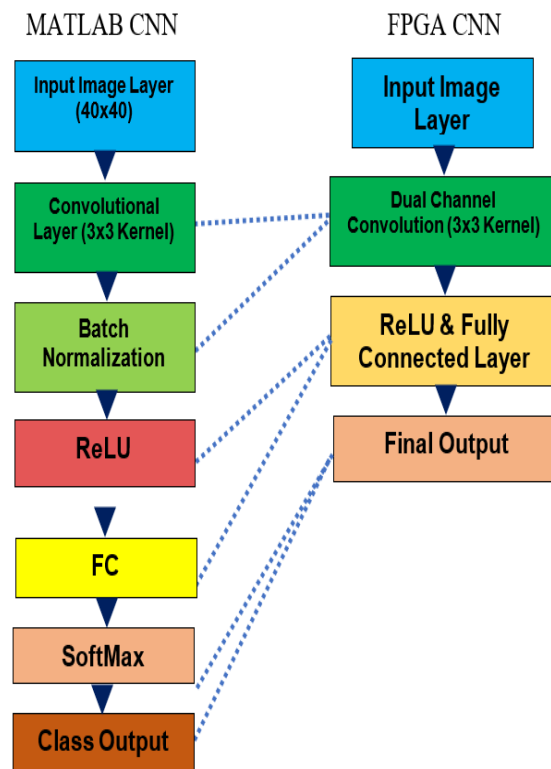 MATLAB CNN
Input Image Layer
(40x40)
Convolutional
Layer (3x3 Kernel)
Batch
Normalization
ReLU
FC
SoftMax
Class Output
FPGA CNN
Input Image
Layer
Dual Channel
Convolution (3x3 Kernel)
ReLU & Fully
Connected Layer
Final Output